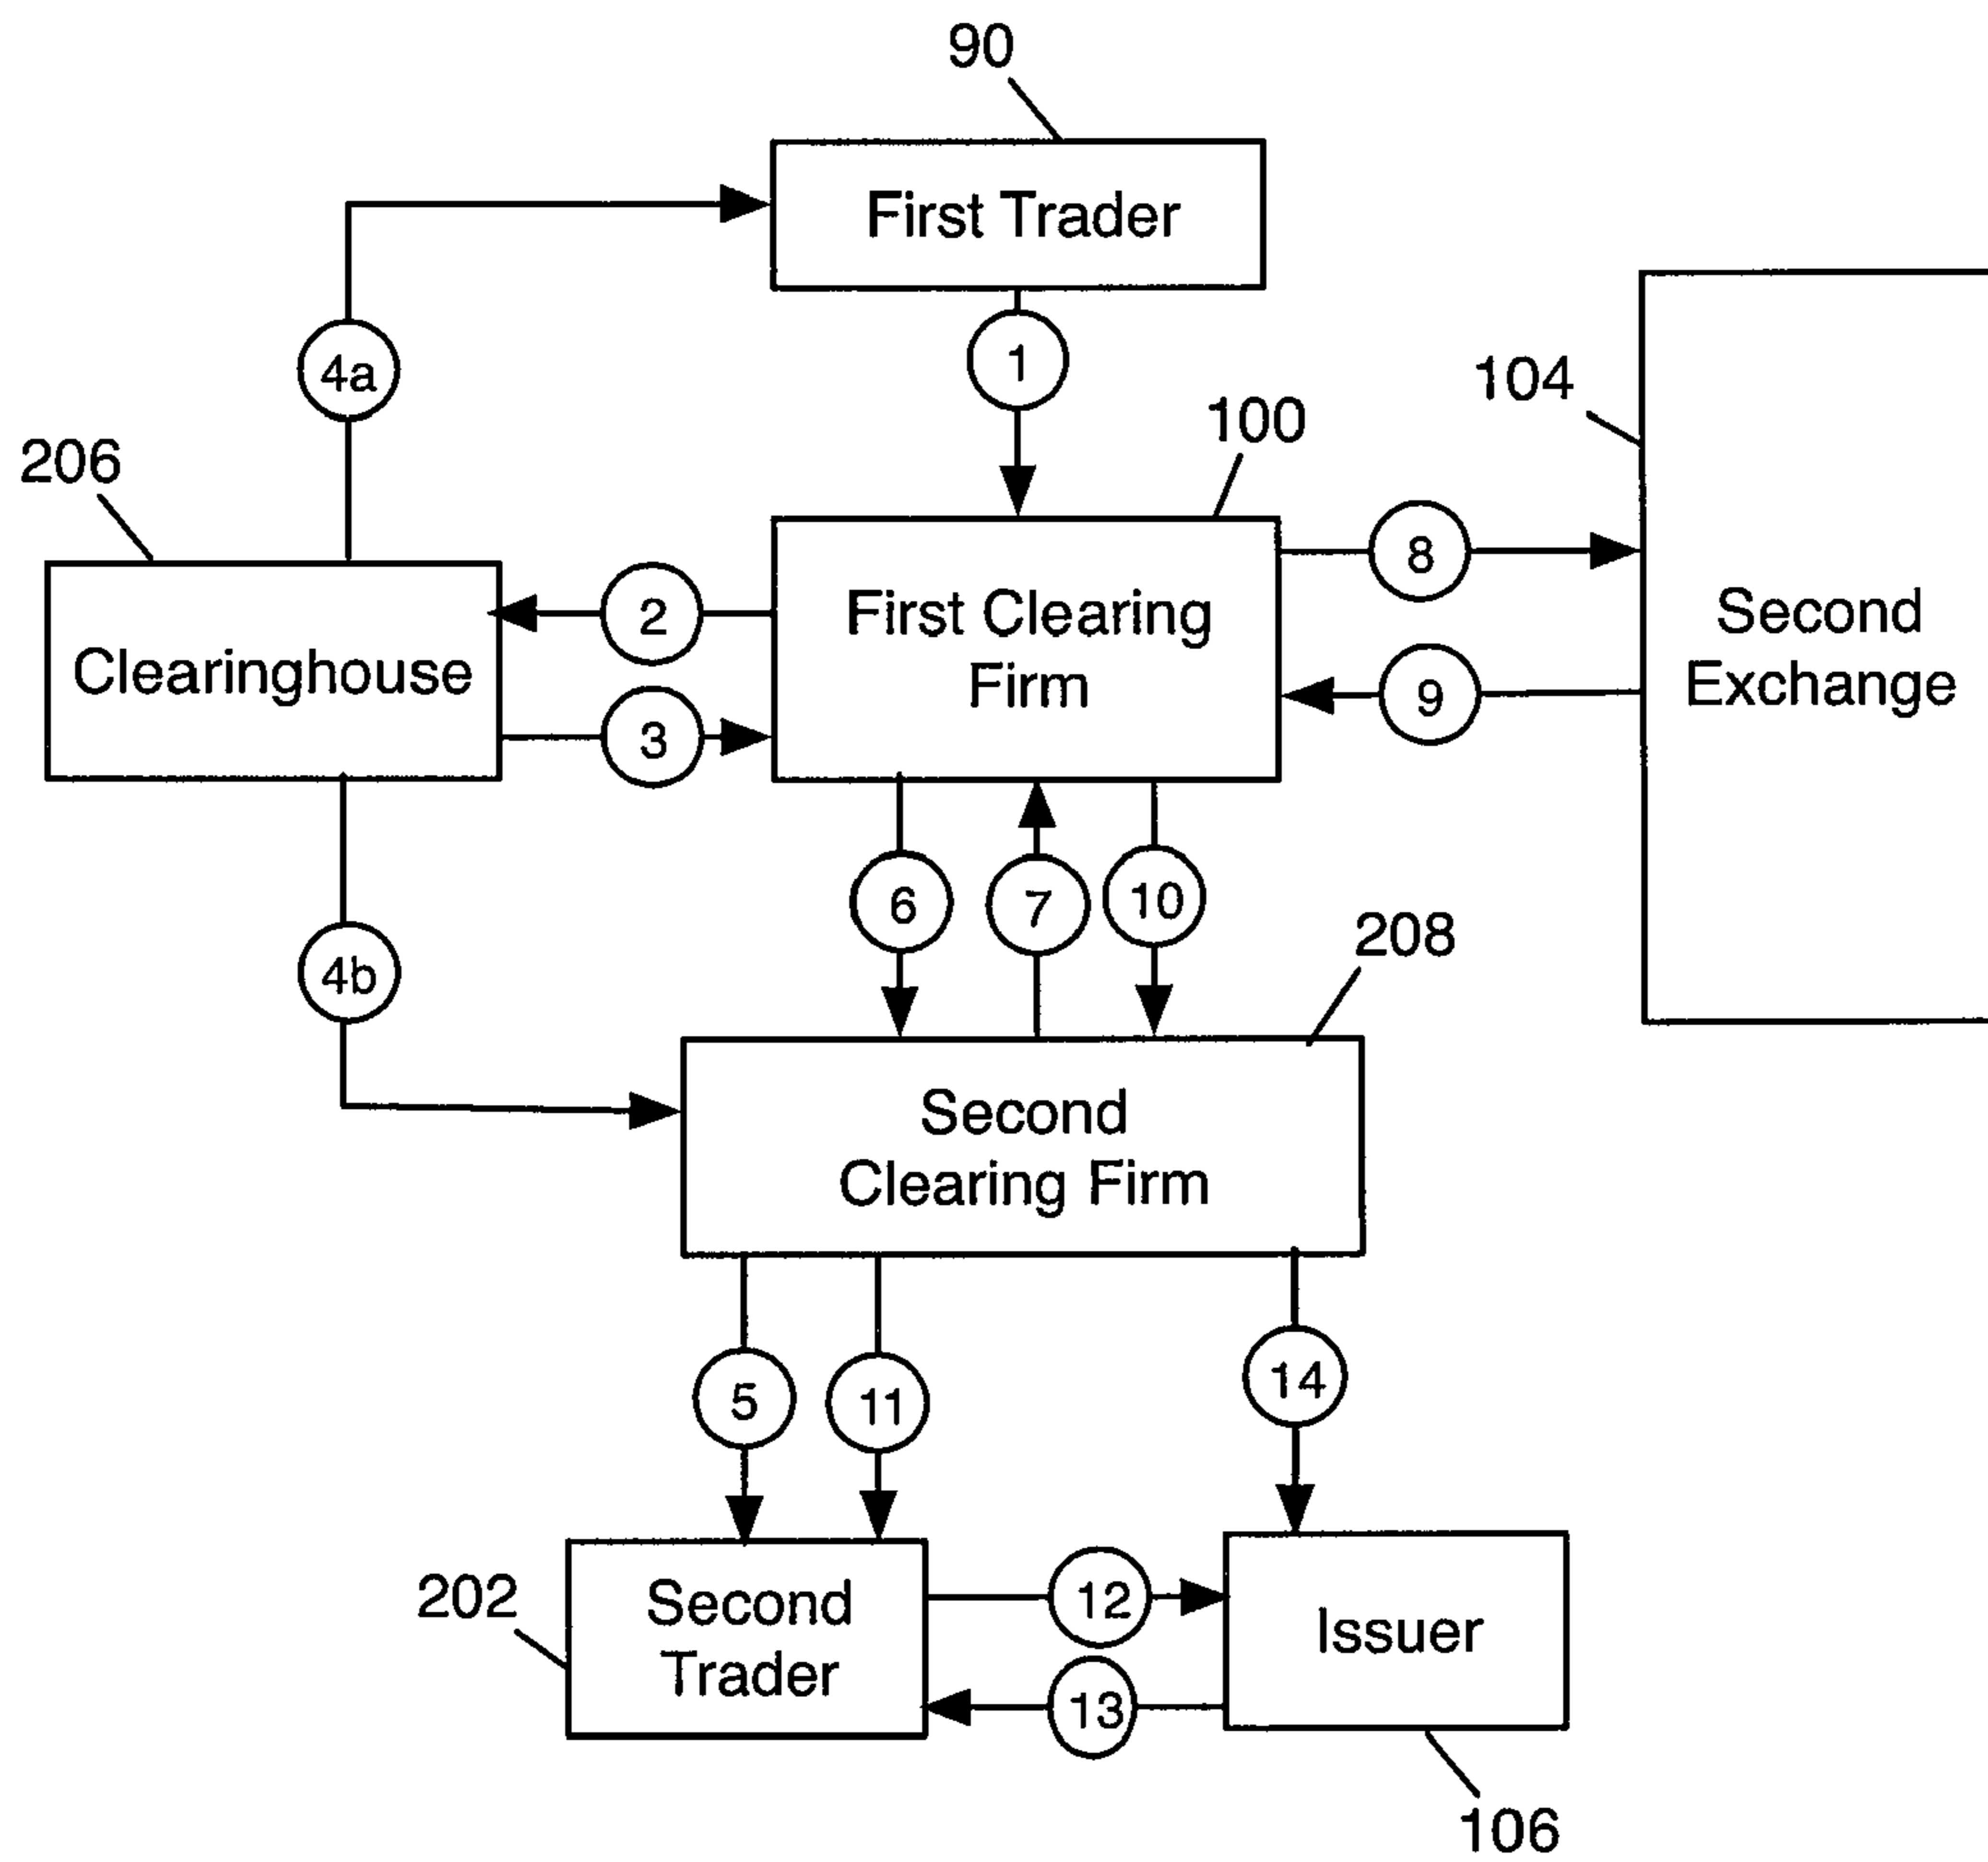 90
First Trader
4a
1
104
100
206
8
2
First Clearing
Firm
Second
Exchange
Clearinghouse
9
3
6
7
10
208
4b
Second
Clearing Firm
5
11
14
202
Second
Trader
12
Issuer
13
106